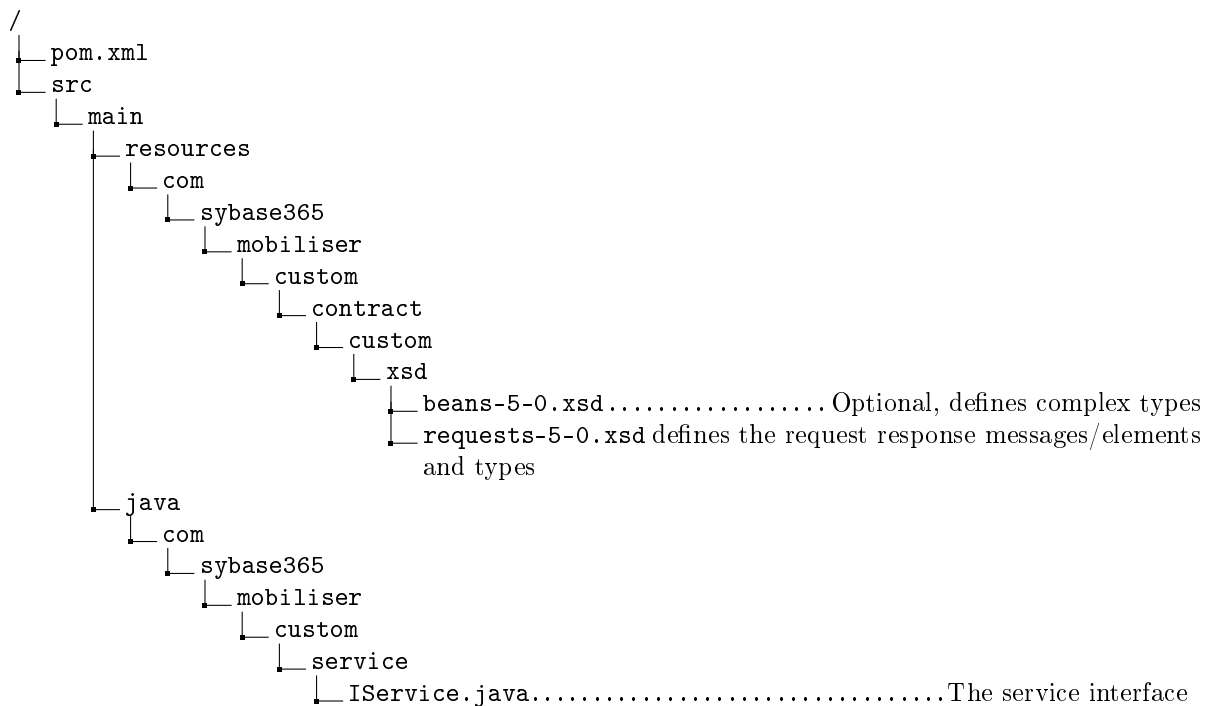 /
pom.xml
src
main
resources
com
sybase365
mobiliser
custom
contract
custom
xsd
beans-5-0.xsd..................Optional, defines complex types
requests-5-0.xsd defines the request response messages/elements
and types
java
com
sybase365
mobiliser
custom
service
IService.java.................................The service interface